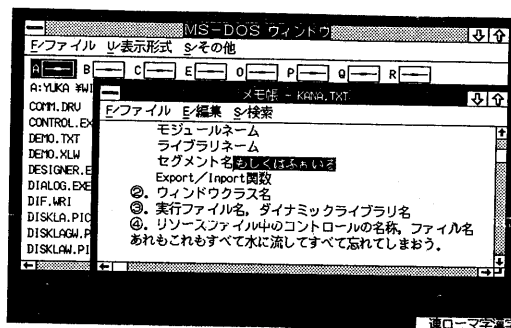 MS-DOS ウィンドウ
F/ファイル U/表示形式 S/その他
A B C E O P Q R
A:YUKA ¥WI
COMM.DRV
CONTROL.EX
DEMO.TXT
DEMO.XLW
DESIGNER.E
DIALOG.EXE
DIF.WRI
DISKLA.PIC
DISKLAGW.P
DISKLAW.PI
メモ帳 - KANA.TXT
F/ファイル E/編集 S/検索
モジュールネーム
ライブラリネーム
セグメント名もしくはふぁいる
Export/Inport関数
②. ウィンドウクラス名
③. 実行ファイル名, ダイナミックライブラリ名
④. リソースファイル中のコントロールの名称, ファイル名
あれもこれもすべて水に流してすべて忘れてしまおう.
連ローマ字漢字